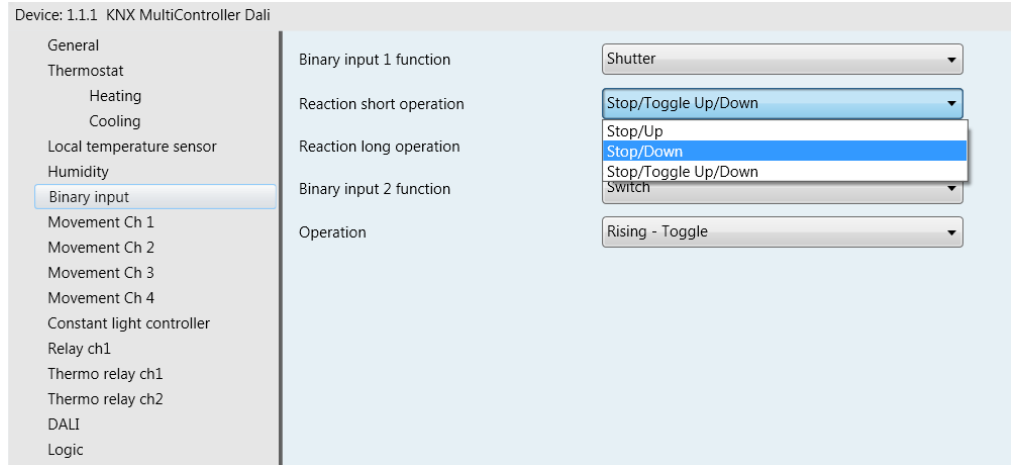 Device: 1.1.1 KNX MultiController Dali
General
Thermostat
Heating
Cooling
Local temperature sensor
Humidity
Binary input
Movement Ch 1
Movement Ch 2
Movement Ch 3
Movement Ch 4
Constant light controller
Relay ch1
Thermo relay ch1
Thermo relay ch2
DALI
Logic
Binary input 1 function Shutter
Reaction short operation Stop/Toggle Up/Down
Stop/Up
Stop/Down
Stop/Toggle Up/Down
Reaction long operation
Binary input 2 function Switch
Operation Rising - Toggle